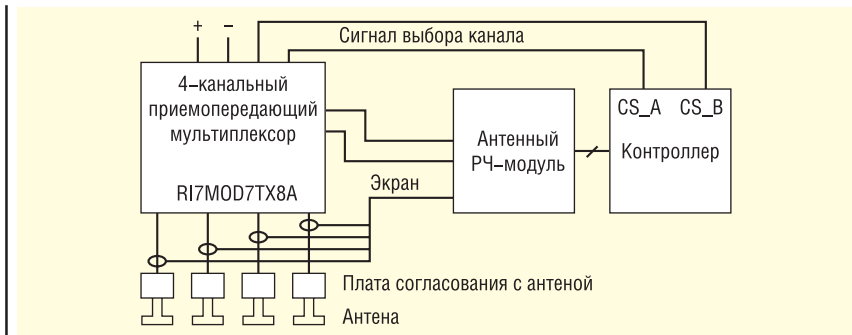 + −
Сигнал выбора канала
4–канальный
приемопередающий
мультиплексор
RI7MOD7TX8A
Антенный
РЧ–модуль
CS_A CS_B
Контроллер
Экран
Плата согласования с антеной
Антена